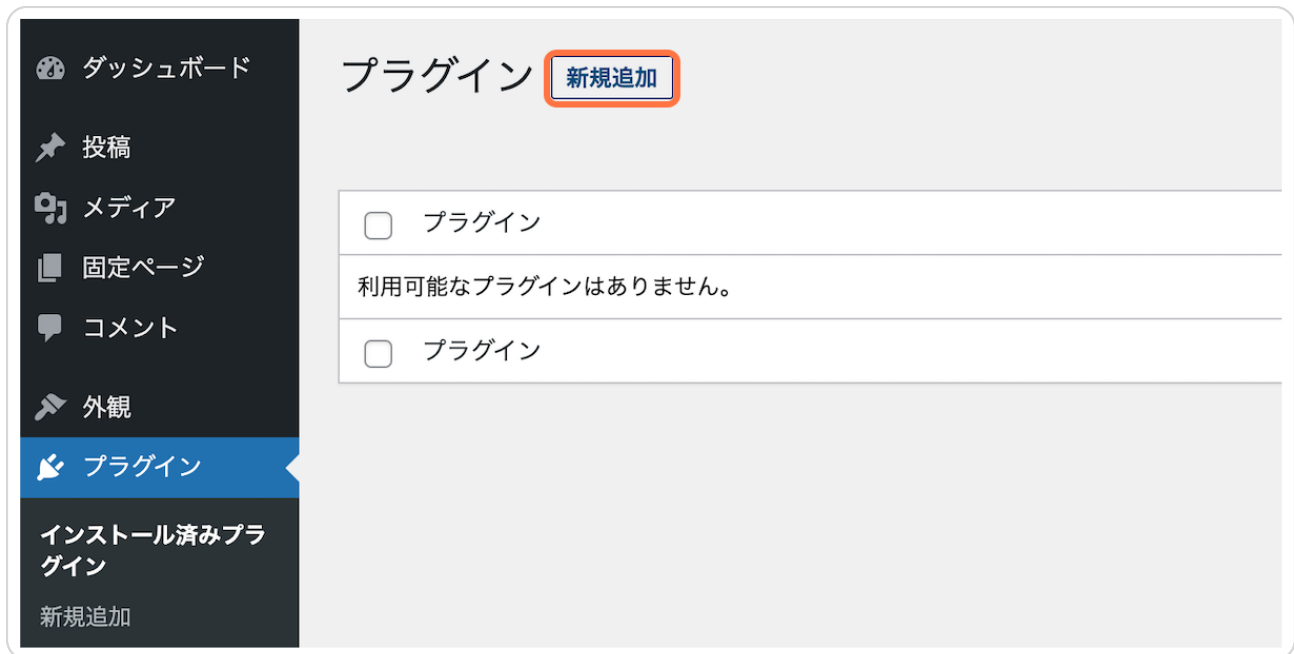 ダッシュボード
投稿
メディア
固定ページ
コメント
外観
プラグイン
インストール済みプラ
グイン
新規追加
プラグイン 新規追加
プラグイン
利用可能なプラグインはありません。
プラグイン